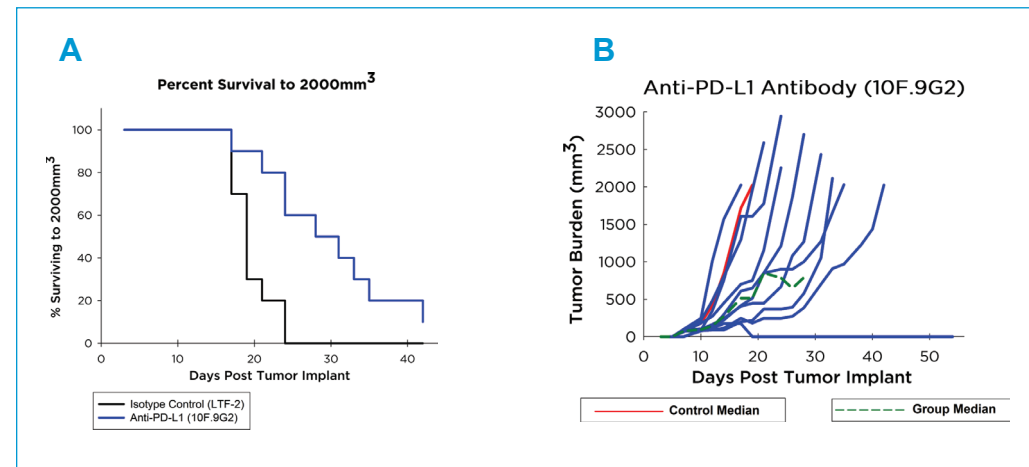 A
Percent Survival to 2000mm³
% Surviving to 2000mm³
100
80
60
40
20
0
0 10 20 30 40
Days Post Tumor Implant
Isotype Control (LTF-2)
Anti-PD-L1 (10F.9G2)
B
Anti-PD-L1 Antibody (10F.9G2)
Tumor Burden (mm³)
3000
2500
2000
1500
1000
500
0
0 10 20 30 40 50
Days Post Tumor Implant
Control Median
Group Median